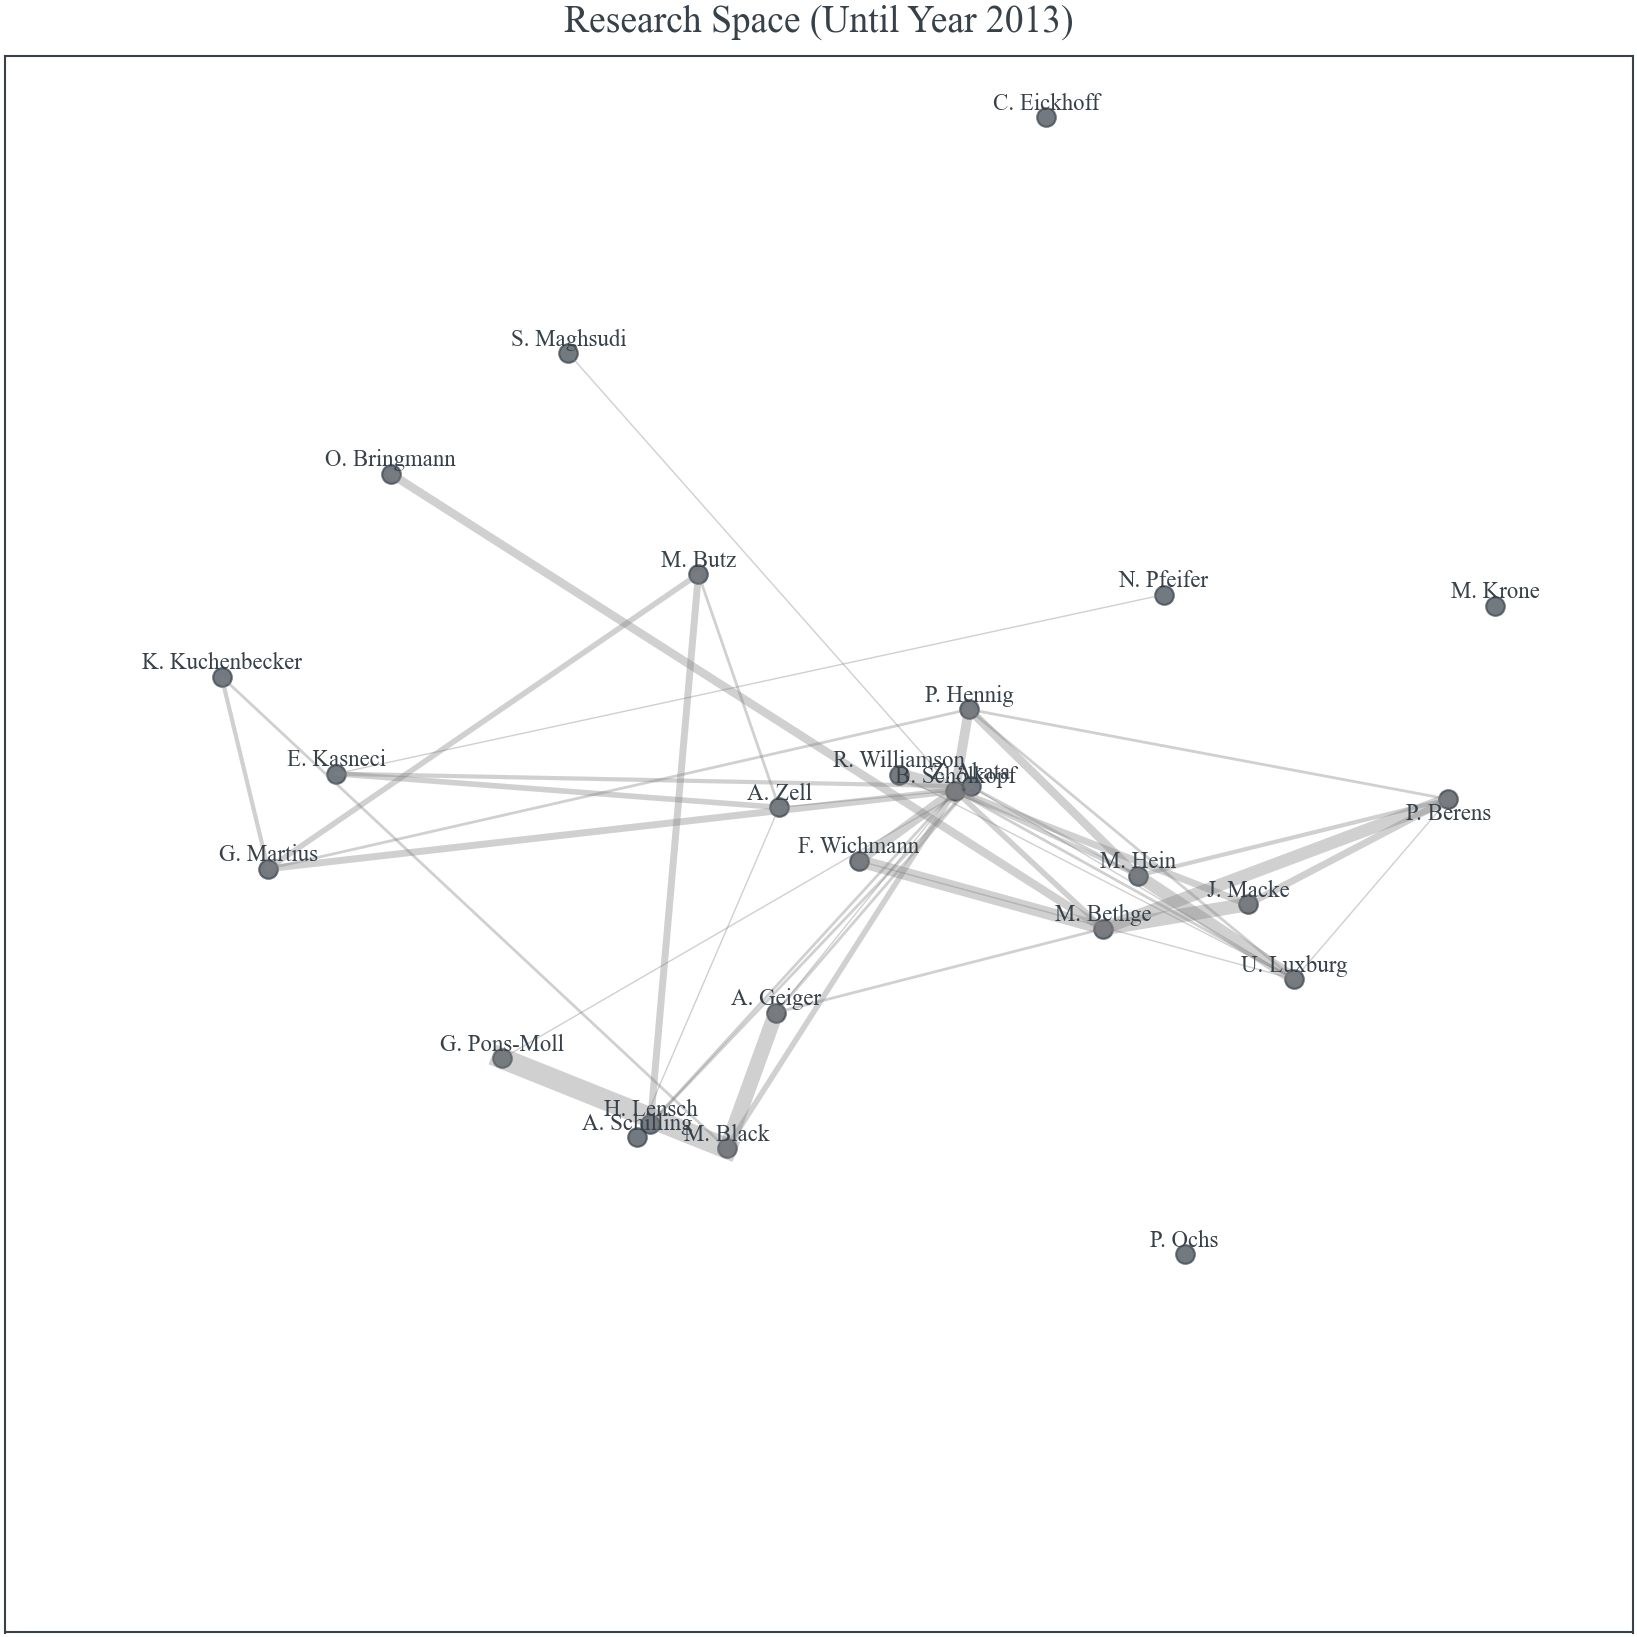 Research Space (Until Year 2013)
C. Eickhoff
S. Maghsudi
O. Bringmann
M. Butz
N. Pfeifer
M. Krone
K. Kuchenbecker
P. Hennig
E. Kasneci
R. Williamson
Z. Akata
B. Schölkopf
A. Zell
P. Berens
F. Wichmann
G. Martius
M. Hein
J. Macke
M. Bethge
U. Luxburg
A. Geiger
G. Pons-Moll
H. Lensch
A. Schilling
M. Black
P. Ochs